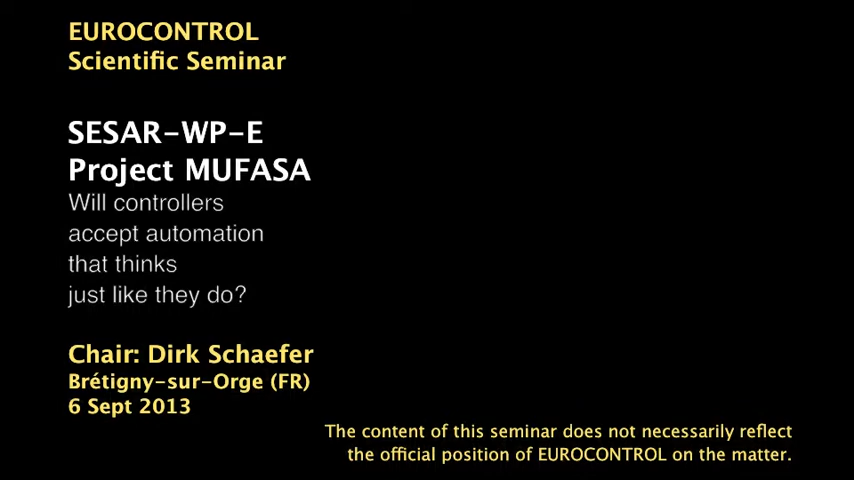 EUROCONTROL
Scientific Seminar
SESAR-WP-E
Project MUFASA
Will controllers
accept automation
that thinks
just like they do?
Chair: Dirk Schaefer
Brétigny-sur-Orge (FR)
6 Sept 2013
The content of this seminar does not necessarily reflect
the official position of EUROCONTROL on the matter.